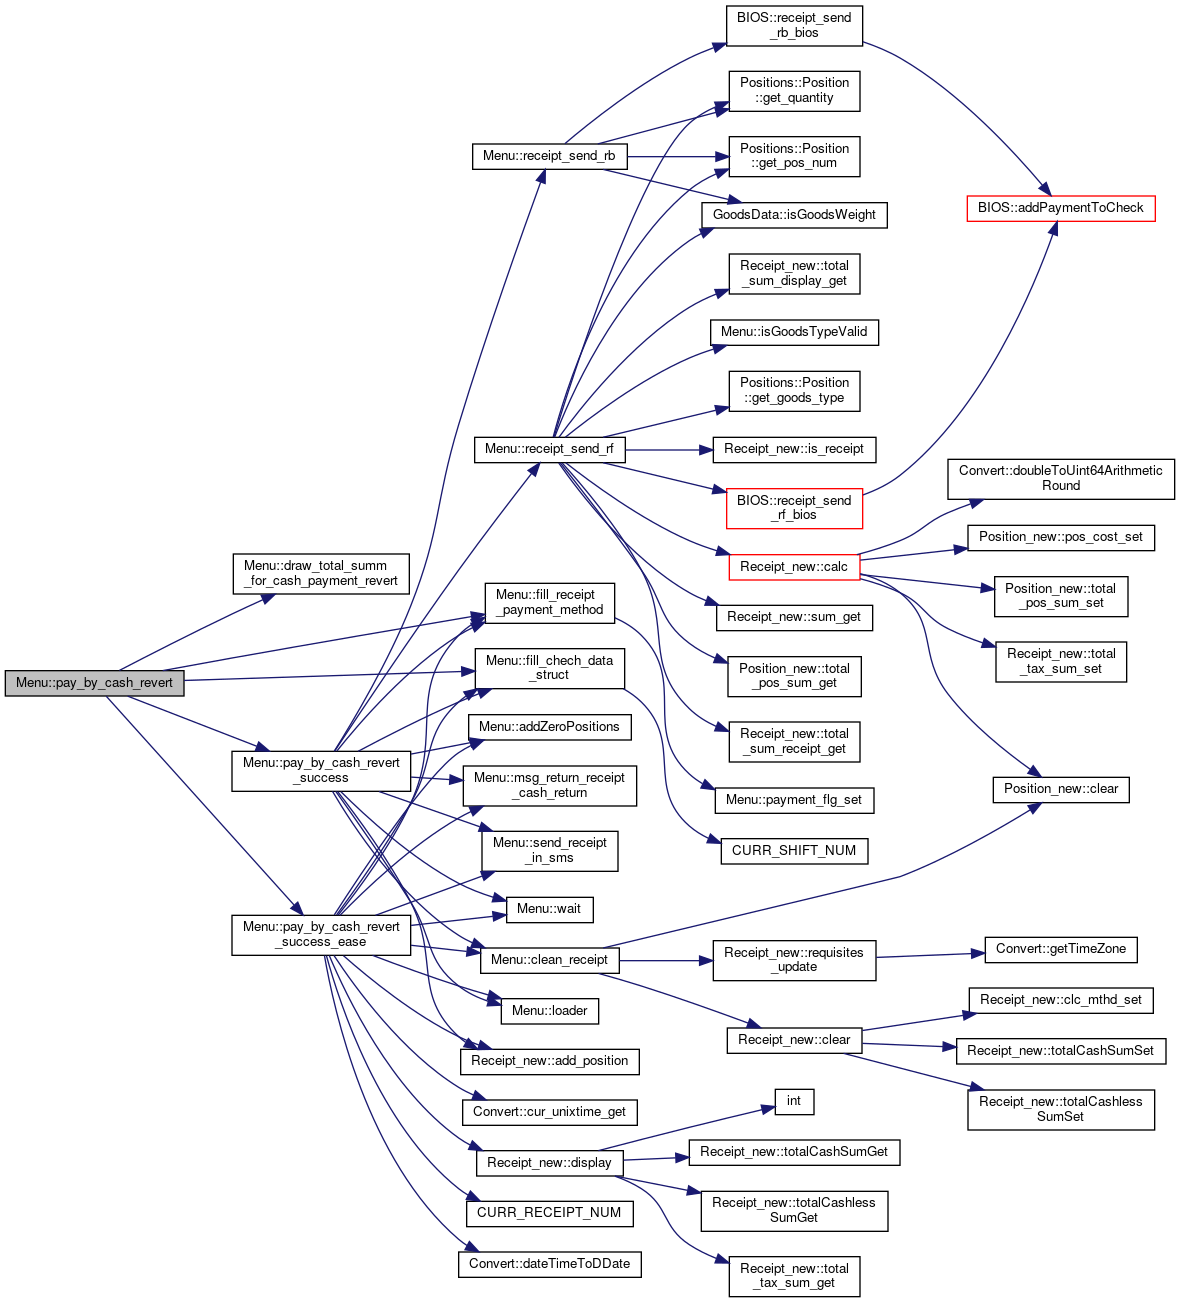 Menu::pay_by_cash_revert
Menu::draw_total_summ
_for_cash_payment_revert
Menu::pay_by_cash_revert
_success
Menu::pay_by_cash_revert
_success_ease
Menu::receipt_send_rb
Menu::receipt_send_rf
Menu::fill_receipt
_payment_method
Menu::fill_chech_data
_struct
Menu::addZeroPositions
Menu::msg_return_receipt
_cash_return
Menu::send_receipt
_in_sms
Menu::wait
Menu::clean_receipt
Menu::loader
Receipt_new::add_position
Convert::cur_unixtime_get
Receipt_new::display
CURR_RECEIPT_NUM
Convert::dateTimeToDDate
BIOS::receipt_send
_rb_bios
Positions::Position
::get_quantity
Positions::Position
::get_pos_num
GoodsData::isGoodsWeight
Receipt_new::total
_sum_display_get
Menu::isGoodsTypeValid
Positions::Position
::get_goods_type
Receipt_new::is_receipt
BIOS::receipt_send
_rf_bios
Receipt_new::calc
Receipt_new::sum_get
Position_new::total
_pos_sum_get
Receipt_new::total
_sum_receipt_get
Menu::payment_flg_set
CURR_SHIFT_NUM
Receipt_new::requisites
_update
Receipt_new::clear
int
Receipt_new::totalCashSumGet
Receipt_new::totalCashless
SumGet
Receipt_new::total
_tax_sum_get
BIOS::addPaymentToCheck
Convert::doubleToUint64Arithmetic
Round
Position_new::pos_cost_set
Position_new::total
_pos_sum_set
Receipt_new::total
_tax_sum_set
Position_new::clear
Convert::getTimeZone
Receipt_new::clc_mthd_set
Receipt_new::totalCashSumSet
Receipt_new::totalCashless
SumSet